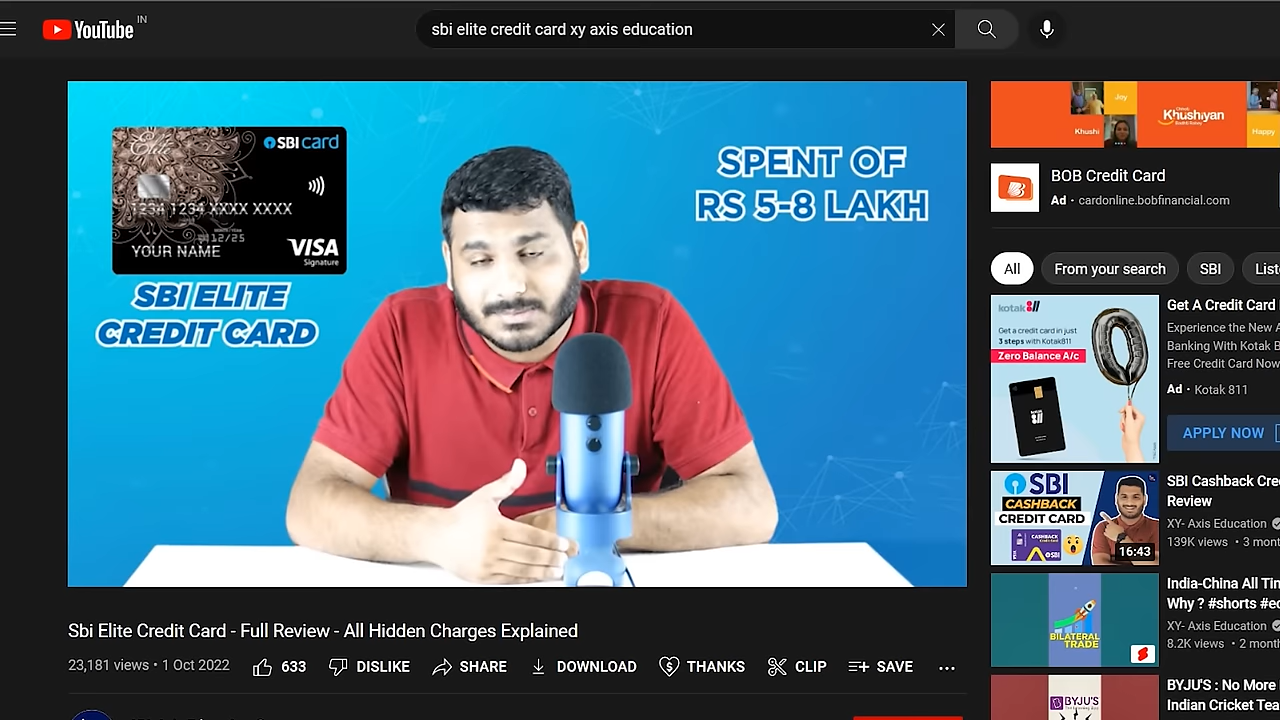 YouTube IN
sbi elite credit card xy axis education
Elite
SBI card
1234 1234 XXXX XXXX
12/25
YOUR NAME
VISA
Signature
SBI ELITE
CREDIT CARD
SPENT OF
RS 5-8 LAKH
Sbi Elite Credit Card - Full Review - All Hidden Charges Explained
23,181 views • 1 Oct 2022
633
DISLIKE
SHARE
DOWNLOAD
THANKS
CLIP
SAVE
Joy
Khushi
Khushiyan
Happy
BOB Credit Card
Ad • cardonline.bobfinancial.com
All
From your search
SBI
kotak 811
Get a credit card in just
3 steps with Kotak811
Zero Balance A/c
Get A Credit Card
Experience the New
Banking With Kotak
Free Credit Card Now
Ad • Kotak 811
APPLY NOW
SBI
CASHBACK
CREDIT CARD
CASHBACK
16:43
SBI Cashback Cre
Review
XY- Axis Education
139K views • 3 mont
BILATERAL
TRADE
India-China All Tin
Why ? #shorts #ec
XY- Axis Education
8.2K views • 2 mont
BYJU'S
BYJU'S : No More
Indian Cricket Tea